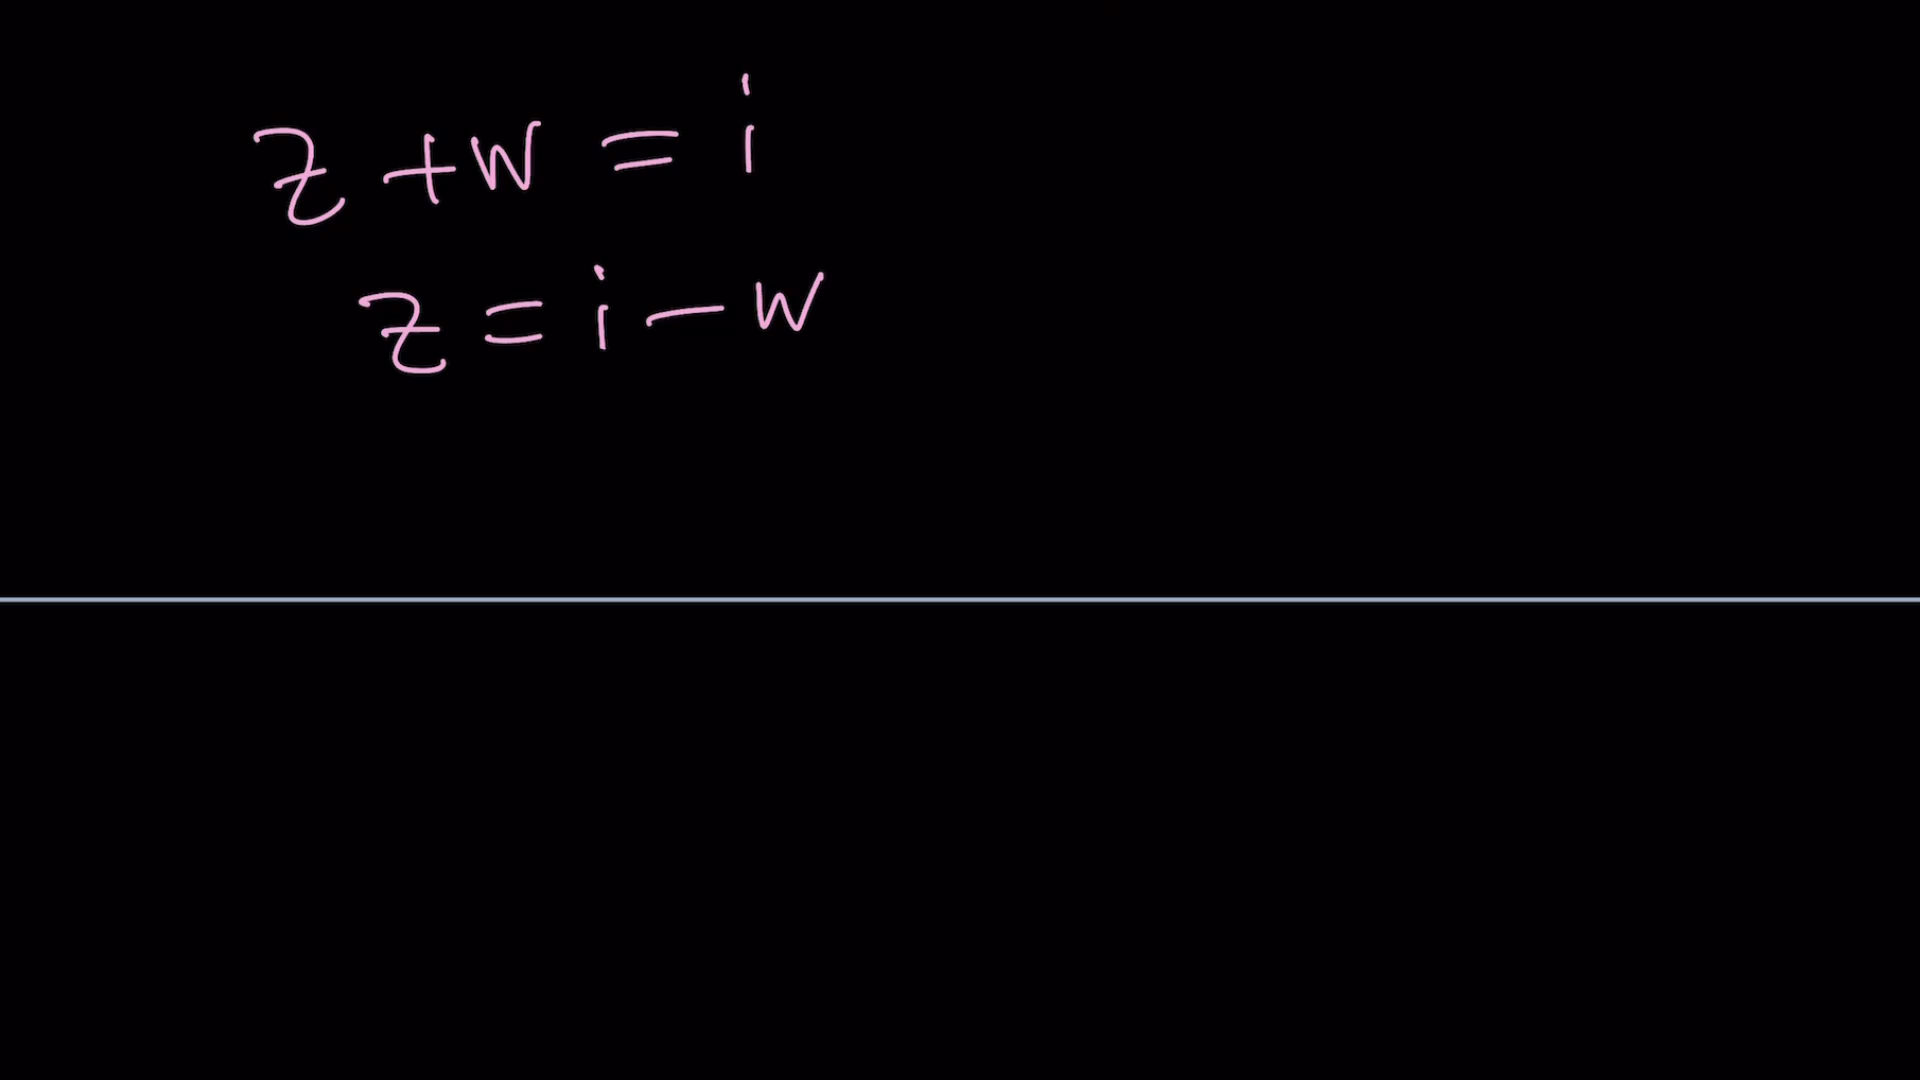 z + w = i
z = i - w